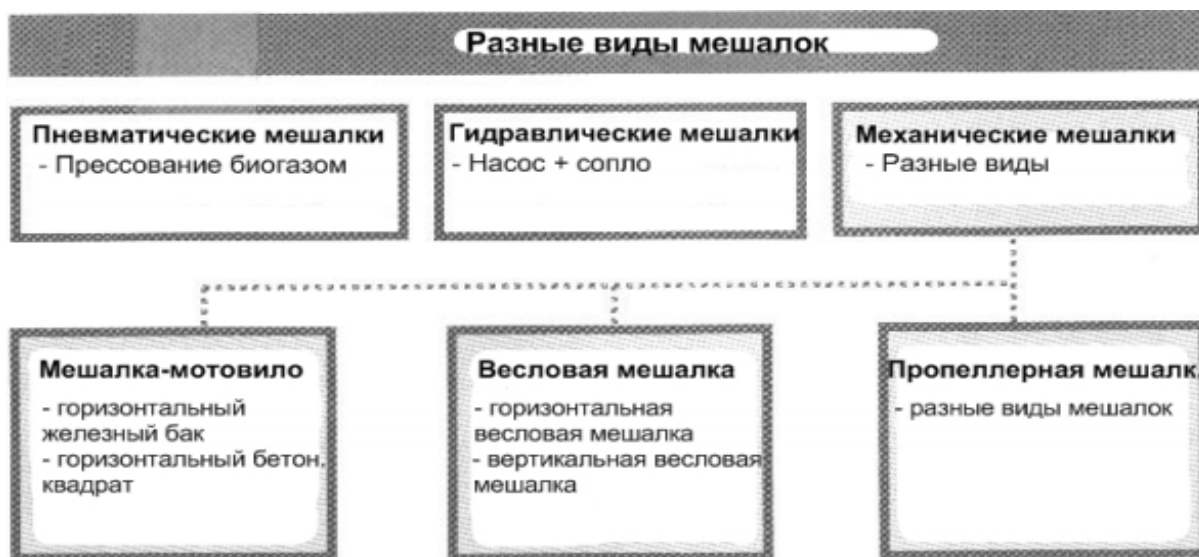 Разные виды мешалок
Пневматические мешалки
- Прессование биогазом
Гидравлические мешалки
- Насос + сопло
Механические мешалки
- Разные виды
Мешалка-мотовило
- горизонтальный
железный бак
- горизонтальный бетон.
квадрат
Весловая мешалка
- горизонтальная
весловая мешалка
- вертикальная весловая
мешалка
Пропеллерная мешалк
- разные виды мешалок